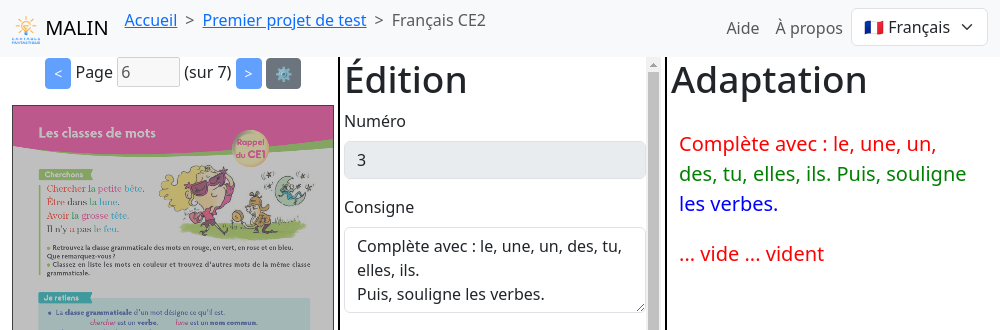 MALIN
Accueil > Premier projet de test > Français CE2
Aide À propos Français
< Page 6 (sur 7) >
Les classes de mots
Rappel
du CE1
Cherchons
Chercher la petite bête.
Être dans la lune.
Avoir la grosse tête.
Il n'y a pas le feu.
Retrouvez la classe grammaticale des mots en rouge, en vert, en rose et en bleu.
Que remarquez-vous ?
Classez en liste les mots en couleur et trouvez d'autres mots de la même classe
grammaticale.
Je retiens
La classe grammaticale d'un mot désigne ce qu'il est.
chercher est un verbe. lune est un nom commun.
Édition
Numéro
3
Consigne
Complète avec : le, une, un, des, tu,
elles, ils.
Puis, souligne les verbes.
Adaptation
Complète avec : le, une, un,
des, tu, elles, ils. Puis, souligne
les verbes.
... vide ... vident